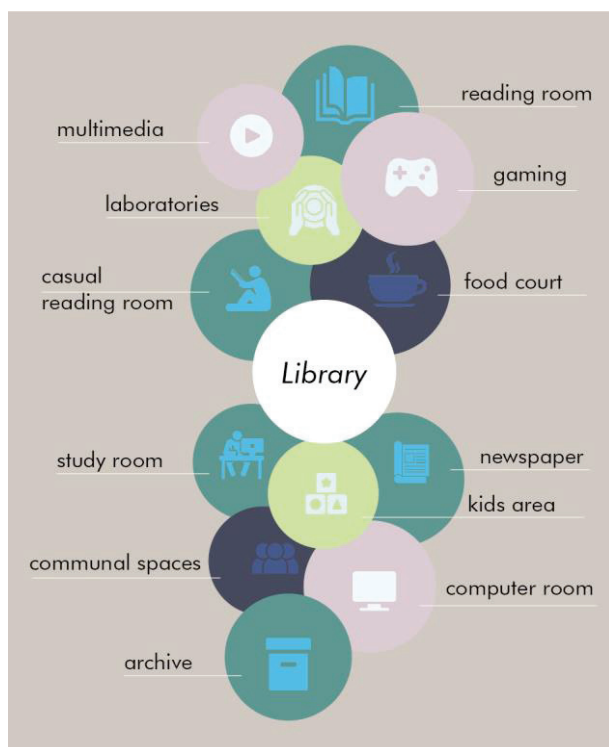 reading room
multimedia
gaming
laboratories
casual
reading room
food court
Library
study room
newspaper
kids area
communal spaces
computer room
archive